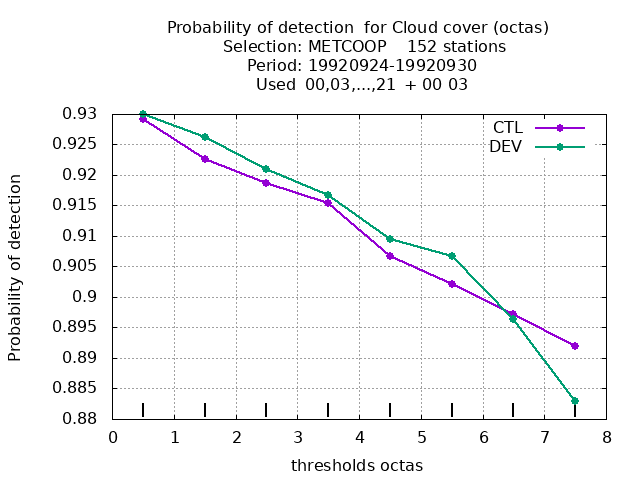 Probability of detection  for Cloud cover (octas)
Selection: METCOOP    152 stations
Period: 19920924-19920930
Used  00,03,...,21  + 00 03
CTL
DEV
0.93
0.925
0.92
0.915
0.91
0.905
0.9
0.895
0.89
0.885
0.88
Probability of detection
0 1 2 3 4 5 6 7 8
thresholds octas